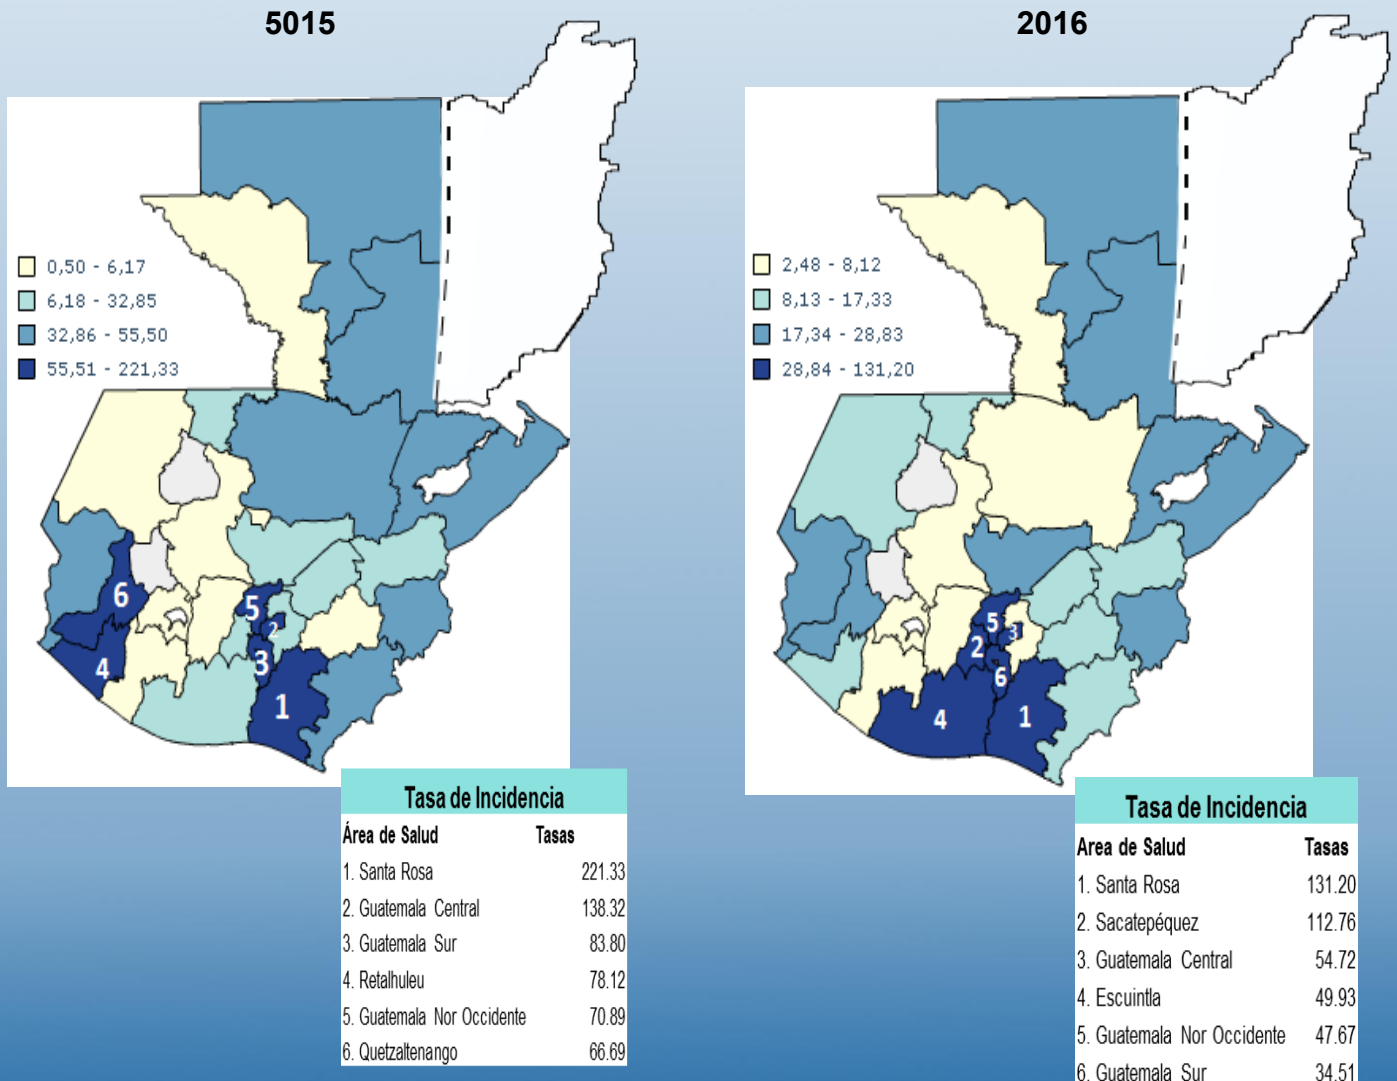 5015
2016
0,50 - 6,17
6,18 - 32,85
32,86 - 55,50
55,51 - 221,33
2,48 - 8,12
8,13 - 17,33
17,34 - 28,83
28,84 - 131,20
6
5
2
3
4
1
5
3
2
6
4
1
Tasa de Incidencia
Área de Salud Tasas
1. Santa Rosa 221.33
2. Guatemala Central 138.32
3. Guatemala Sur 83.80
4. Retalhuleu 78.12
5. Guatemala Nor Occidente 70.89
6. Quetzaltenango 66.69
Tasa de Incidencia
Area de Salud Tasas
1. Santa Rosa 131.20
2. Sacatepéquez 112.76
3. Guatemala Central 54.72
4. Escuintla 49.93
5. Guatemala Nor Occidente 47.67
6. Guatemala Sur 34.51